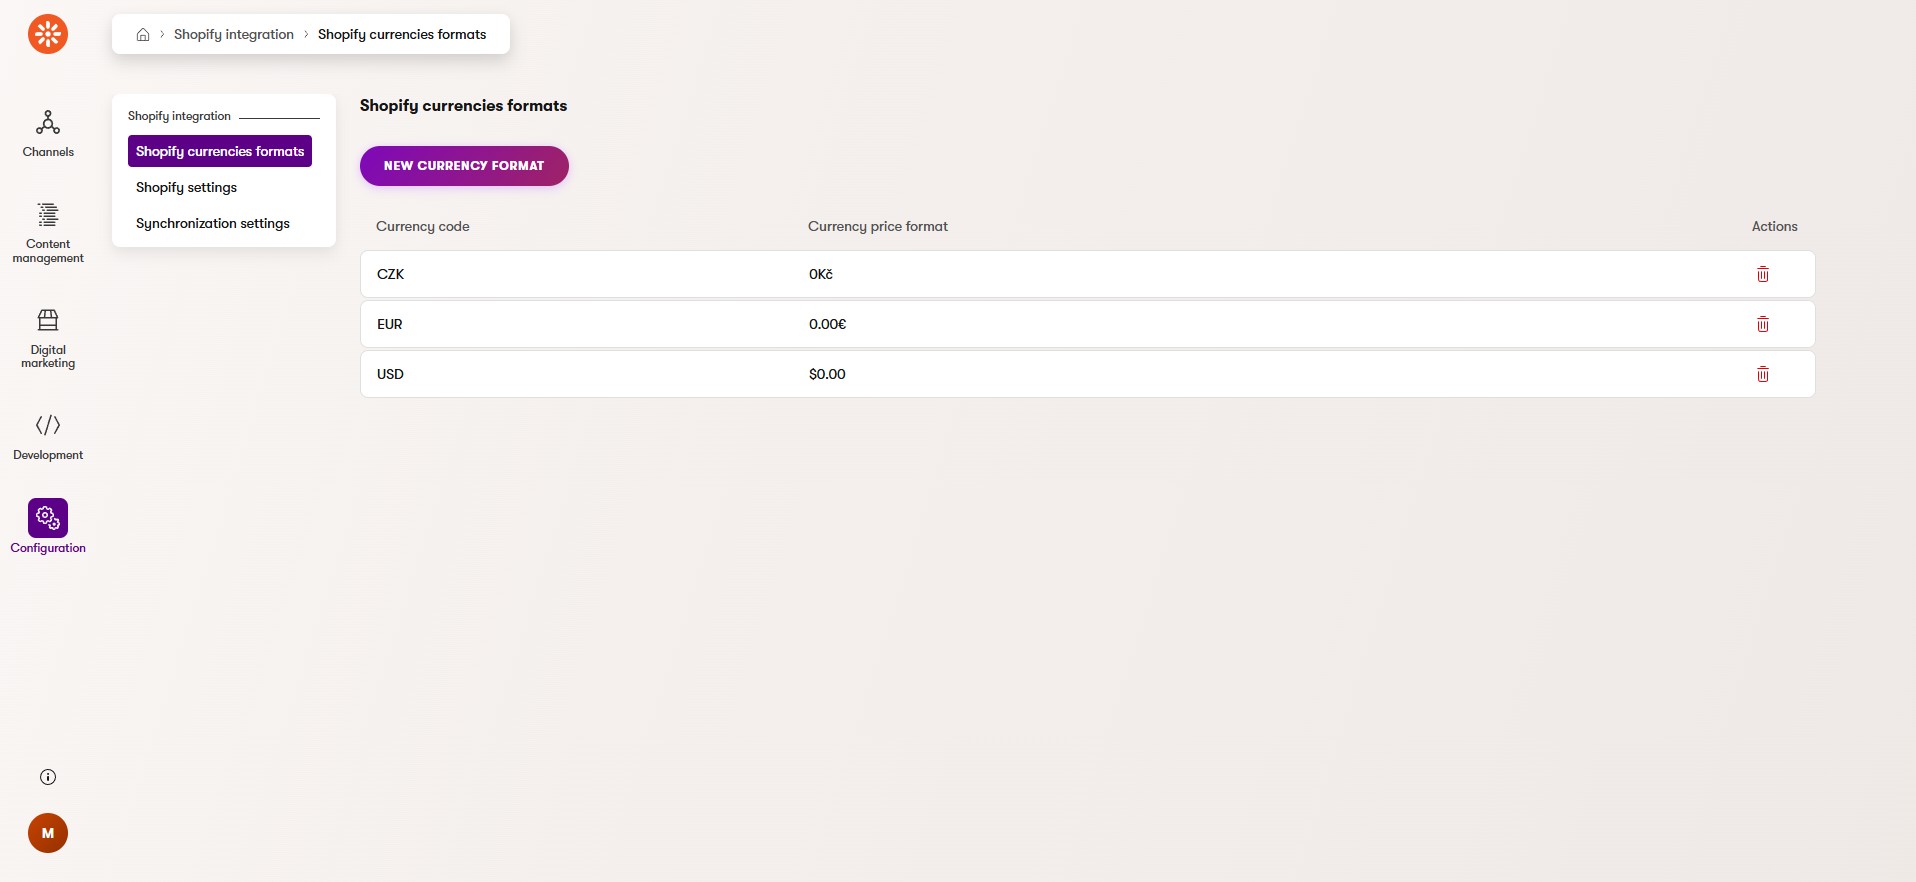 Shopify integration > Shopify currencies formats
Channels
Content
management
Digital
marketing
Development
Configuration
M
Shopify integration
Shopify currencies formats
Shopify settings
Synchronization settings
Shopify currencies formats
NEW CURRENCY FORMAT
Currency code Currency price format Actions
CZK 0Kč
EUR 0.00€
USD $0.00